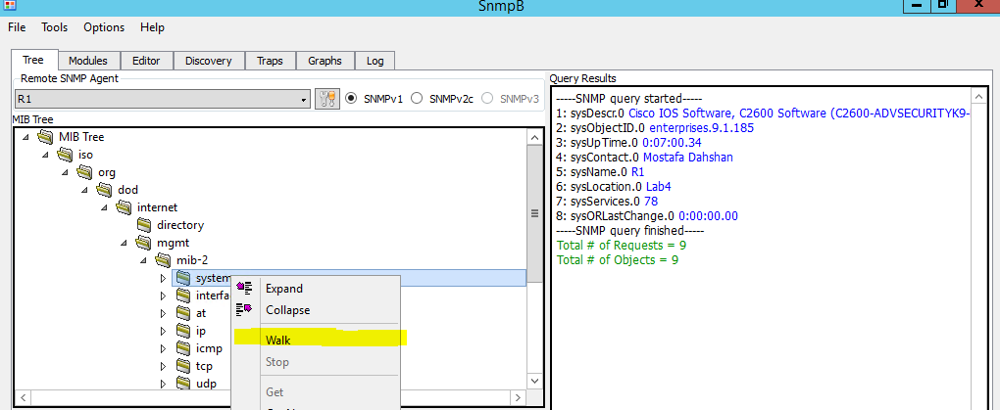 SnmpB
File Tools Options Help
Tree Modules Editor Discovery Traps Graphs Log
Remote SNMP Agent
R1 SNMPv1 SNMPv2c SNMPv3
MIB Tree
MIB Tree
iso
org
dod
internet
directory
mgmt
mib-2
system
interfa
at
ip
icmp
tcp
udp
Expand
Collapse
Walk
Stop
Get
Query Results
-----SNMP query started-----
1: sysDescr.0 Cisco IOS Software, C2600 Software (C2600-ADVSECURITYK9-
2: sysObjectID.0 enterprises.9.1.185
3: sysUpTime.0 0:07:00.34
4: sysContact.0 Mostafa Dahshan
5: sysName.0 R1
6: sysLocation.0 Lab4
7: sysServices.0 78
8: sysORLastChange.0 0:00:00.00
-----SNMP query finished-----
Total # of Requests = 9
Total # of Objects = 9